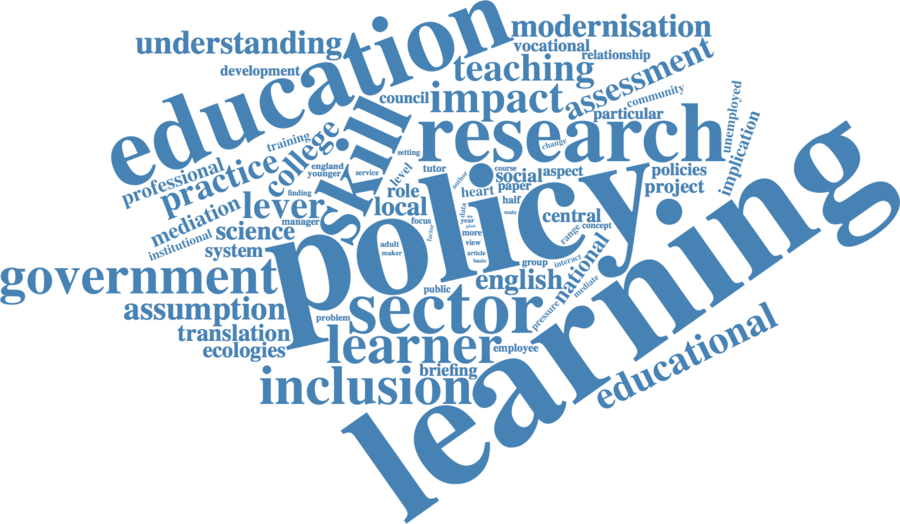 modernisation
understanding
vocational
relationship
education
development
teaching
assessment
council
impact
community
particular
unemployed
skill
research
change
training
college
setting
implication
professional
practice
england
younger
service
level
tutor
author
course
social
aspect
policies
finding
role
heart
paper
project
mediation
lever
local
half
policy
learning
institutional
science
manager
focus
factor
data
year
plus
main
central
concept
system
adult
maker
more
view
article
basic
range
group
interact
national
government
public
english
mediate
assumption
problem
sector
pressure
translation
ecologies
learner
employee
educational
inclusion
briefing